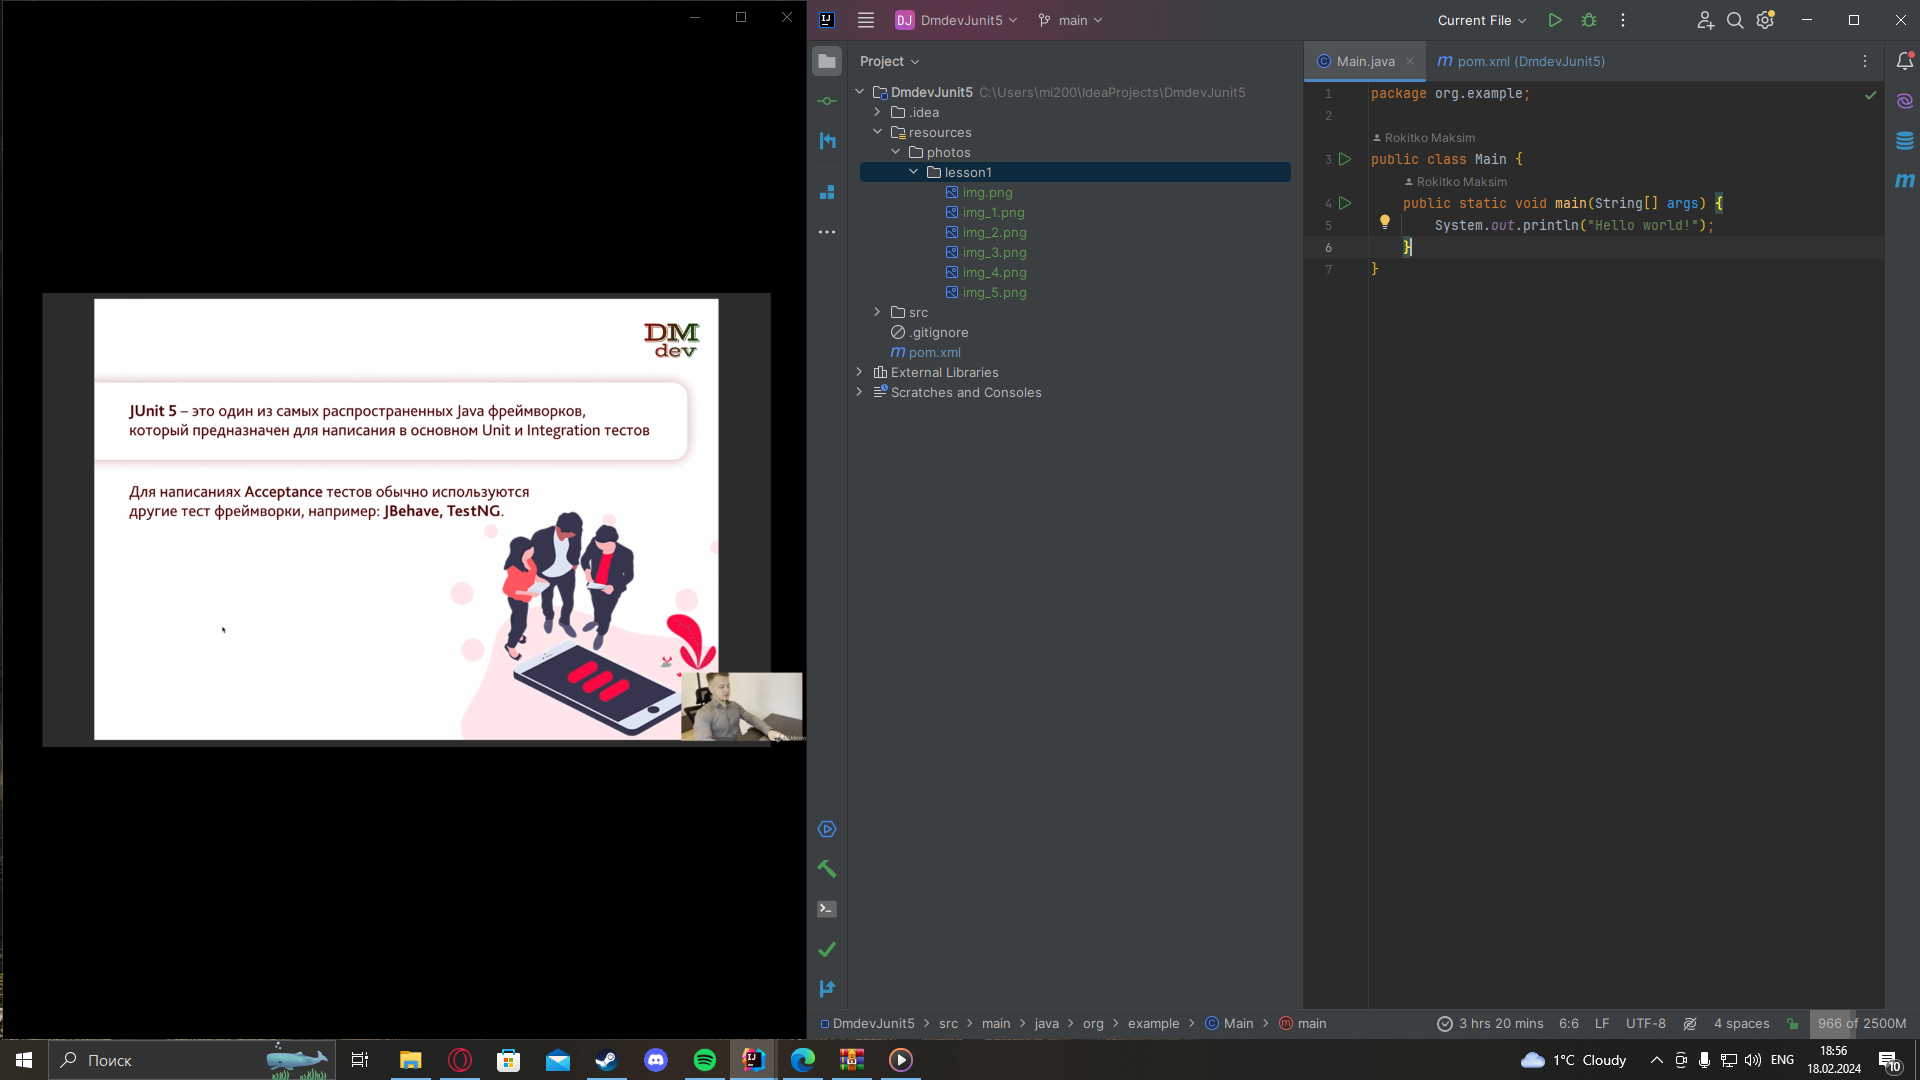 DM
dev
JUnit 5 – это один из самых распространенных Java фреймворков,
который предназначен для написания в основном Unit и Integration тестов
Для написаниях Acceptance тестов обычно используются
другие тест фреймворки, например: JBehave, TestNG.
DJ DmdevJunit5 main Current File
Project
DmdevJunit5 C:\Users\mi200\IdeaProjects\DmdevJunit5
.idea
resources
photos
lesson1
img.png
img_1.png
img_2.png
img_3.png
img_4.png
img_5.png
src
.gitignore
pom.xml
External Libraries
Scratches and Consoles
Main.java pom.xml (DmdevJunit5)
1 package org.example;
2
Rokitko Maksim
3 public class Main {
Rokitko Maksim
4 public static void main(String[] args) {
5 System.out.println("Hello world!");
6 }
7 }
DmdevJunit5 > src > main > java > org > example > Main > main 3 hrs 20 mins 6:6 LF UTF-8 4 spaces 966 of 2500M
Поиск 1°C Cloudy ENG 18:56
18.02.2024 10